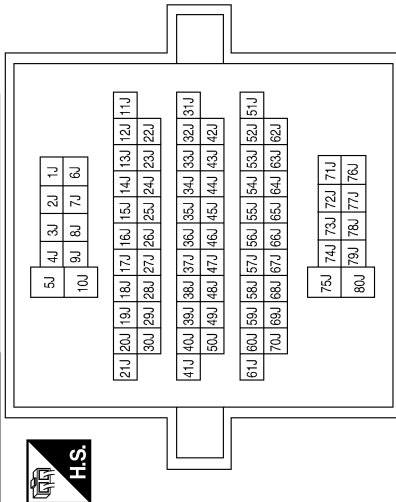 H.S.
5J 4J 3J 2J 1J
10J 9J 8J 7J 6J
21J 20J 19J 18J 17J 16J 15J 14J 13J 12J 11J
30J 29J 28J 27J 26J 25J 24J 23J 22J
41J 40J 39J 38J 37J 36J 35J 34J 33J 32J 31J
50J 49J 48J 47J 46J 45J 44J 43J 42J
61J 60J 59J 58J 57J 56J 55J 54J 53J 52J 51J
70J 69J 68J 67J 66J 65J 64J 63J 62J
75J 74J 73J 72J 71J
80J 79J 78J 77J 76J